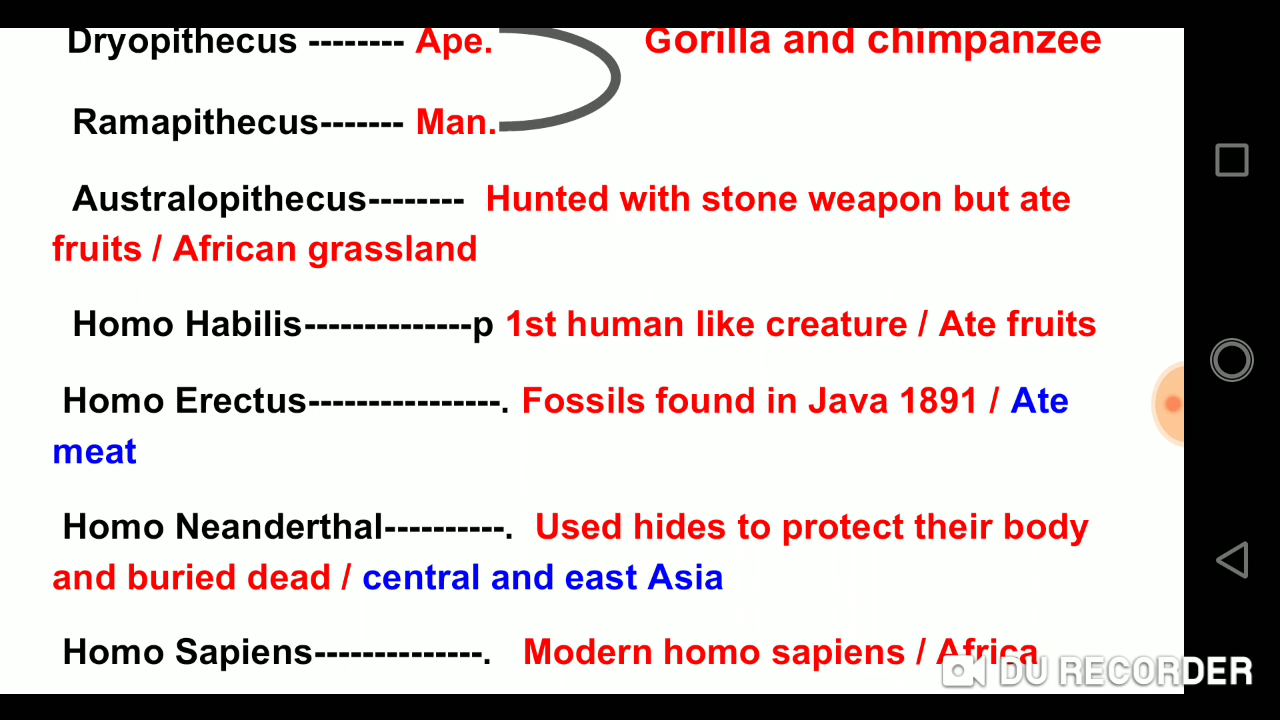 Dryopithecus -------- Ape. Gorilla and chimpanzee
Ramapithecus------- Man.
Australopithecus-------- Hunted with stone weapon but ate
fruits / African grassland
Homo Habilis--------------p 1st human like creature / Ate fruits
Homo Erectus----------------. Fossils found in Java 1891 / Ate
meat
Homo Neanderthal----------. Used hides to protect their body
and buried dead / central and east Asia
Homo Sapiens--------------. Modern homo sapiens / Africa
DU RECORDER